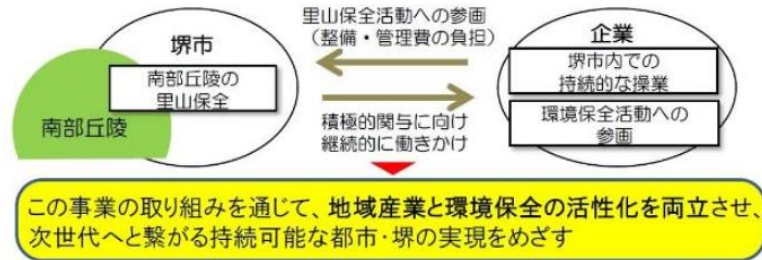 里山保全活動への参画
（整備・管理費の負担）
堺市
南部丘陵の
里山保全
南部丘陵
積極的関与に向け
継続的に働きかけ
企業
堺市内での
持続的な操業
環境保全活動への
参画
この事業の取り組みを通じて、地域産業と環境保全の活性化を両立させ、
次世代へと繋がる持続可能な都市・堺の実現をめざす